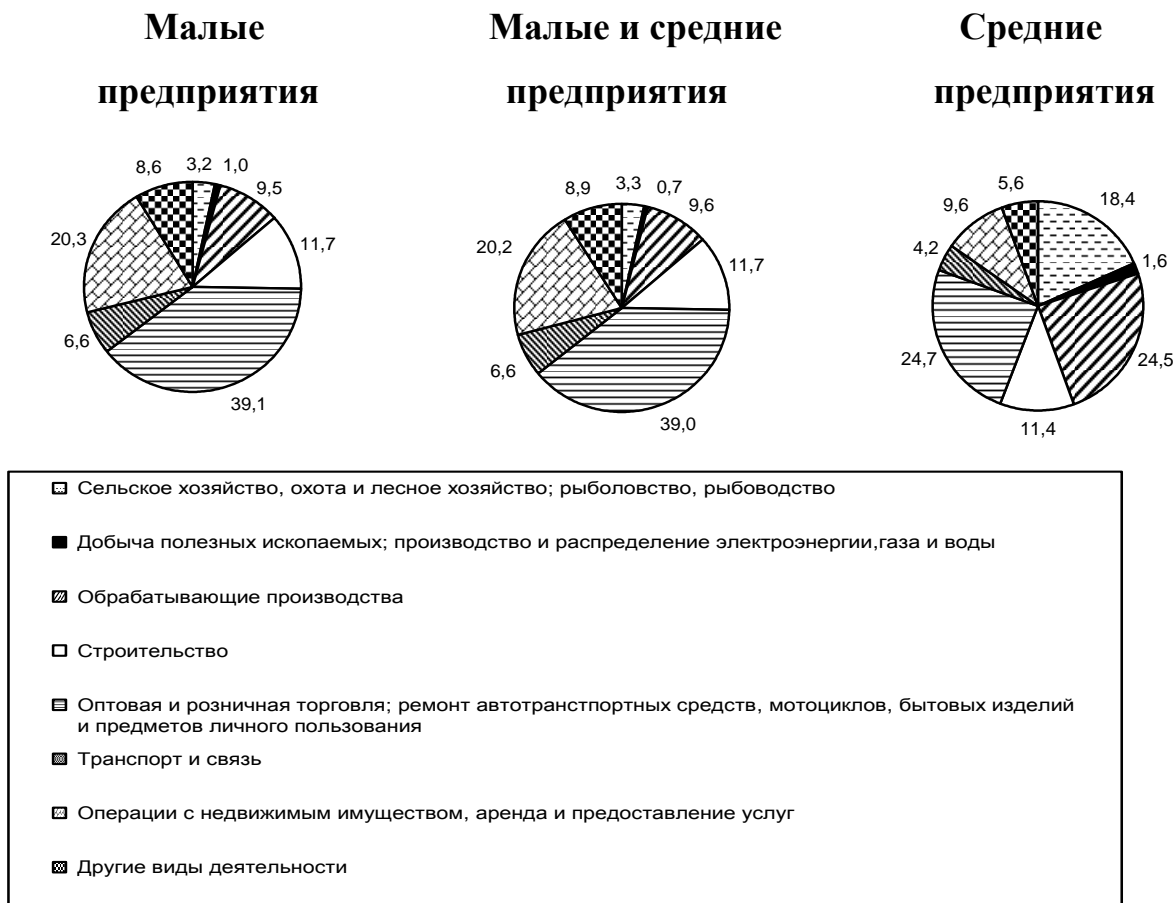 Малые
предприятия
Малые и средние
предприятия
Средние
предприятия
8,6
3,2
1,0
9,5
11,7
39,1
6,6
20,3
8,9
3,3
0,7
9,6
11,7
39,0
6,6
20,2
5,6
18,4
1,6
24,5
11,4
24,7
4,2
9,6
Сельское хозяйство, охота и лесное хозяйство; рыболовство, рыбоводство
Добыча полезных ископаемых; производство и распределение электроэнергии,газа и воды
Обрабатывающие производства
Строительство
Оптовая и розничная торговля; ремонт автотранстпортных средств, мотоциклов, бытовых изделий
и предметов личного пользования
Транспорт и связь
Операции с недвижимым имуществом, аренда и предоставление услуг
Другие виды деятельности